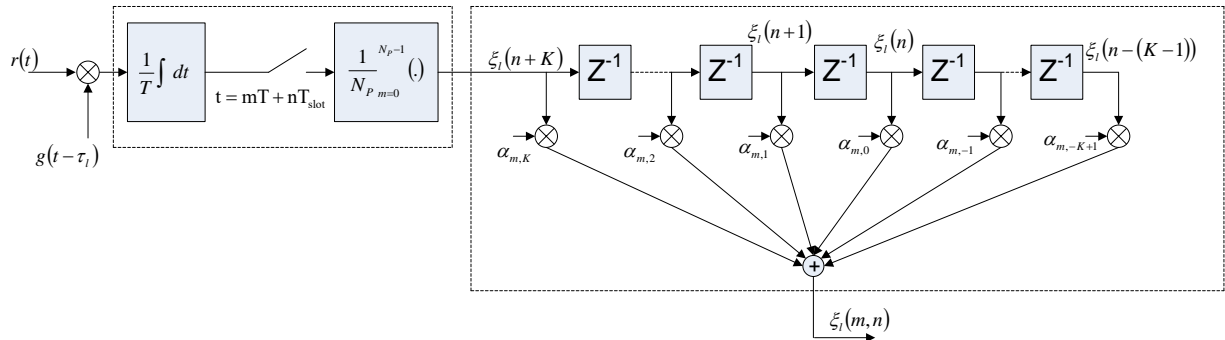 r(t)
g(t−τ_l)
1/T ∫ dt
t = mT + nT_slot
1/N_P m=0 N_P−1 (.)
ξ_l(n+K)
Z⁻¹
Z⁻¹
ξ_l(n+1)
Z⁻¹
ξ_l(n)
Z⁻¹
Z⁻¹
ξ_l(n−(K−1))
α_{m,K}
α_{m,2}
α_{m,1}
α_{m,0}
α_{m,−1}
α_{m,−K+1}
+
ξ_l(m,n)